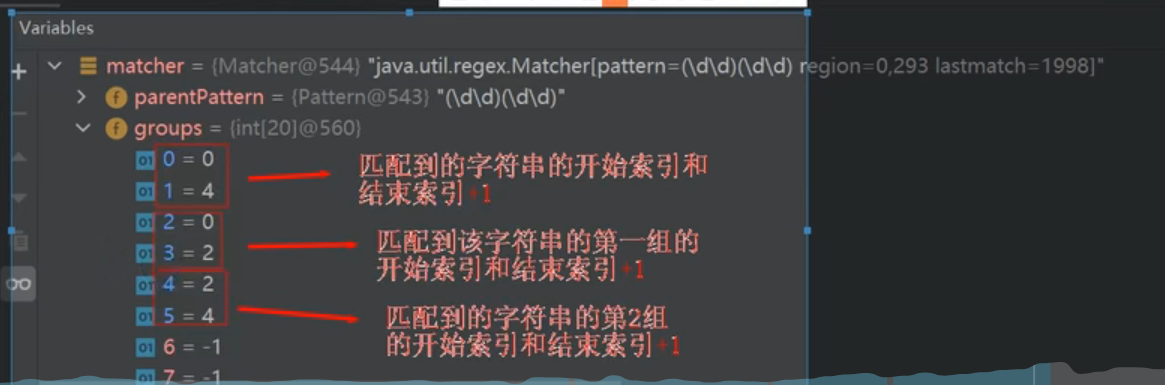 Variables
matcher = {Matcher@544} "java.util.regex.Matcher[pattern=(\d\d)(\d\d) region=0,293 lastmatch=1998]"
f parentPattern = {Pattern@543} "(\d\d)(\d\d)"
f groups = {int[20]@560}
01 0 = 0
01 1 = 4
匹配到的字符串的开始索引和
结束索引+1
01 2 = 0
01 3 = 2
匹配到该字符串的第一组的
开始索引和结束索引+1
01 4 = 2
01 5 = 4
匹配到的字符串的第2组
的开始索引和结束索引+1
01 6 = -1
01 7 = -1